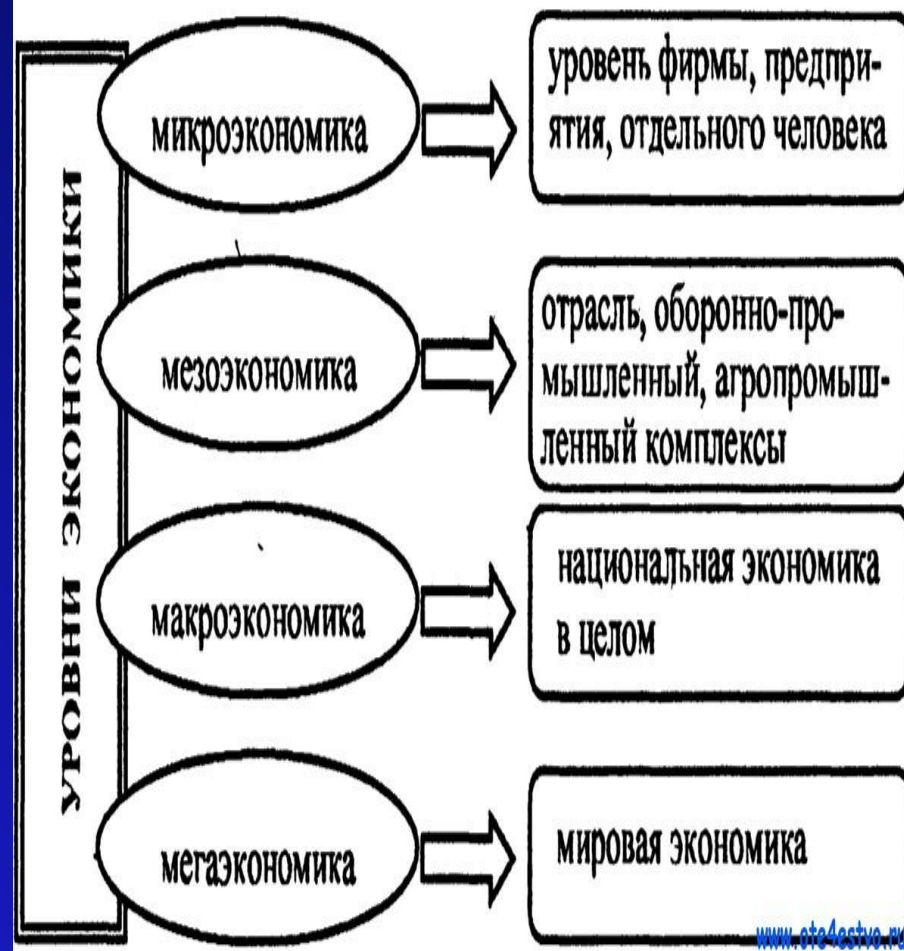 УРОВНИ ЭКОНОМИКИ
микроэкономика
уровень фирмы, предпри-
ятия, отдельного человека
мезоэкономика
отрасль, оборонно-про-
мышленный, агропромыш-
ленный комплексы
макроэкономика
национальная экономика
в целом
мегаэкономика
мировая экономика
www.ote4estvo.ru